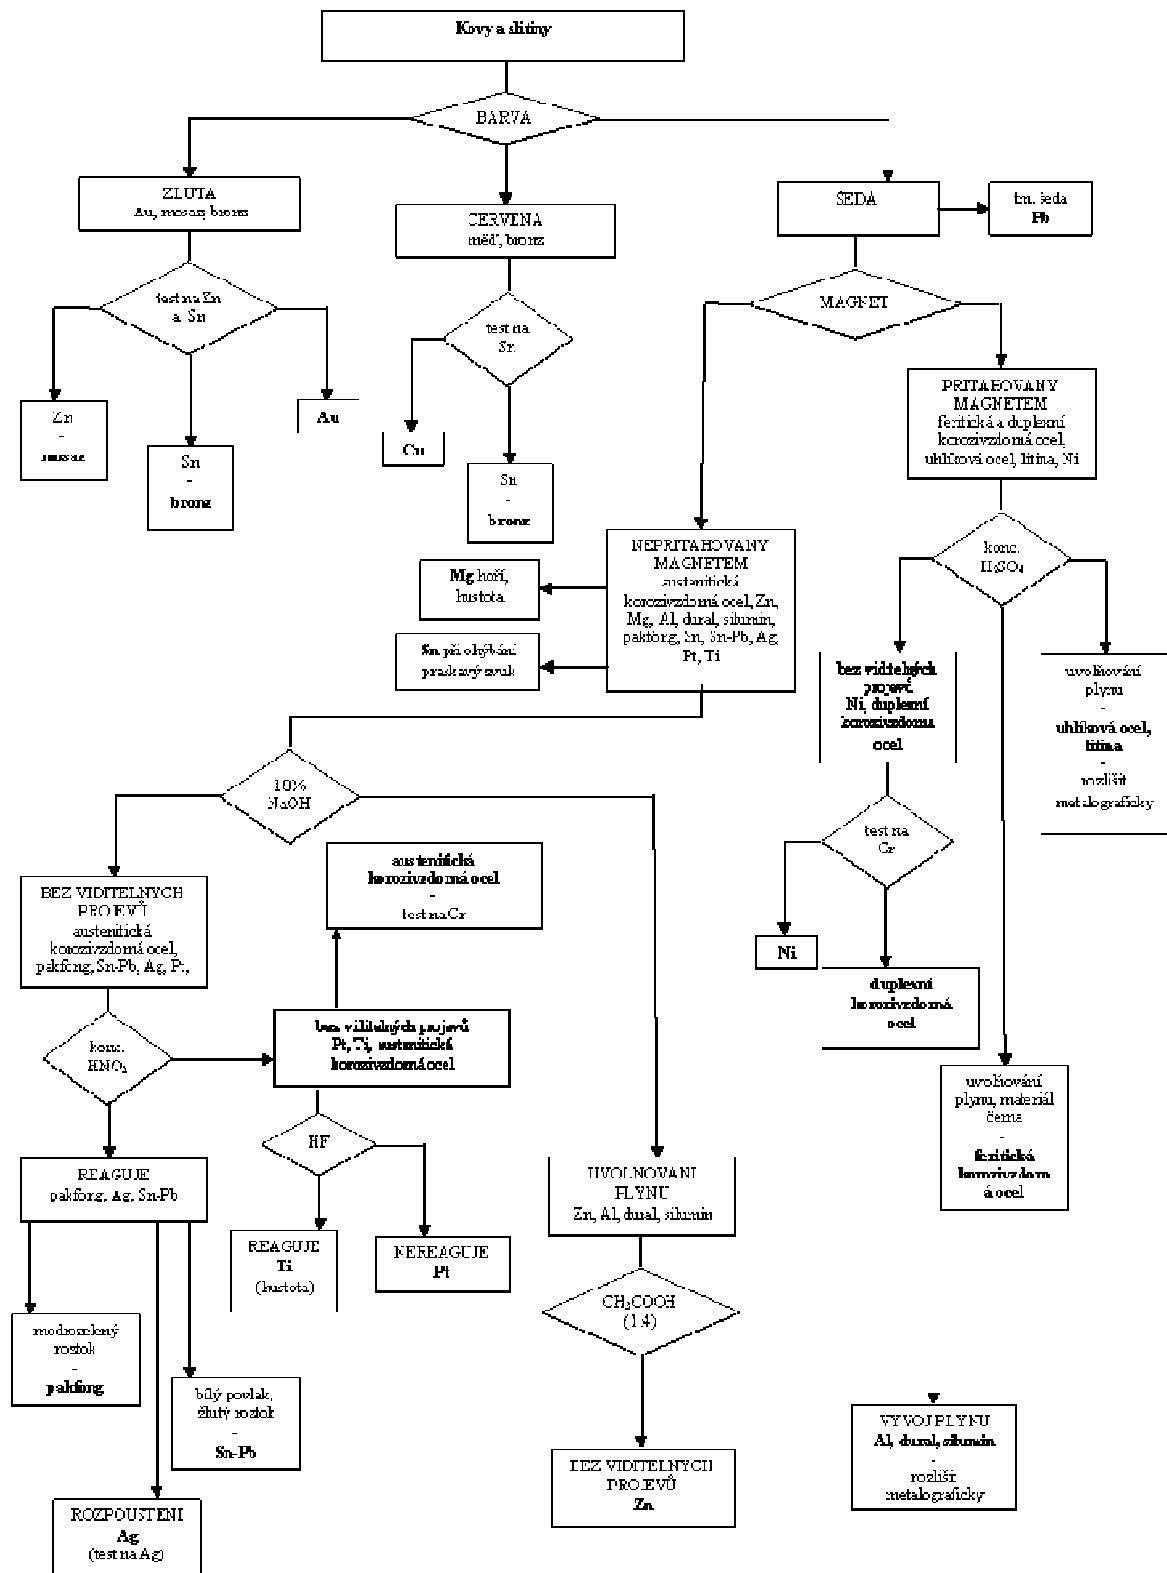 Kovy a slitiny
BARVA
ŽLUTA
Au, mosaz, bronz
ČERVENA
měď, bronz
ŠEDA
tm. šeda
Pb
test na Zn
a Sn
test na
Sn
MAGNET
Zn
-
mosaz
Sn
-
bronz
Au
Cu
Sn
-
bronz
PRITAHOVANY
MAGNETEM
feritická a duplexní
korozivzdorná ocel,
uhlíková ocel, litina, Ni
NEPRITAHOVANY
MAGNETEM
austenitická
korozivzdorná ocel, Zn,
Mg, Al, dural, silumin,
pakfong, Sn, Sn-Pb, Ag,
Pt, Ti
Mg hoří,
hustota
Sn při ohýbání
praskavý zvuk
konc.
H₂SO₄
bez viditelných
projevů
Ni, duplexní
korozivzdorná
ocel
uvolňování
plynu
-
uhlíková ocel,
litina
-
rozlišit
metalograficky
10%
NaOH
test na
Cr
austenitická
korozivzdorná ocel
-
test na Cr
BEZ VIDITELNYCH
PROJEVŮ
austenitická
korozivzdorná ocel,
pakfong, Sn-Pb, Ag, Pt,
Ni
duplexní
korozivzdorná
ocel
konc.
HNO₃
bez viditelných projevů
Pt, Ti, austenitická
korozivzdorná ocel
uvolňování
plynu, materiál
černá
-
feritická
korozivzdorn
á ocel
HF
REAGUJE
pakfong, Ag, Sn-Pb
UVOLNOVANI
PLYNU
Zn, Al, dural, silumin
REAGUJE
Ti
(hustota)
NEREAGUJE
Pt
CH₃COOH
(1:4)
modrozelený
roztok
-
pakfong
bílý povlak,
žlutý roztok
-
Sn-Pb
VYVOJ PLYNU
Al, dural, silumin
-
rozlišit
metalograficky
BEZ VIDITELNYCH
PROJEVŮ
Zn
ROZPOUSTENI
Ag
(test na Ag)